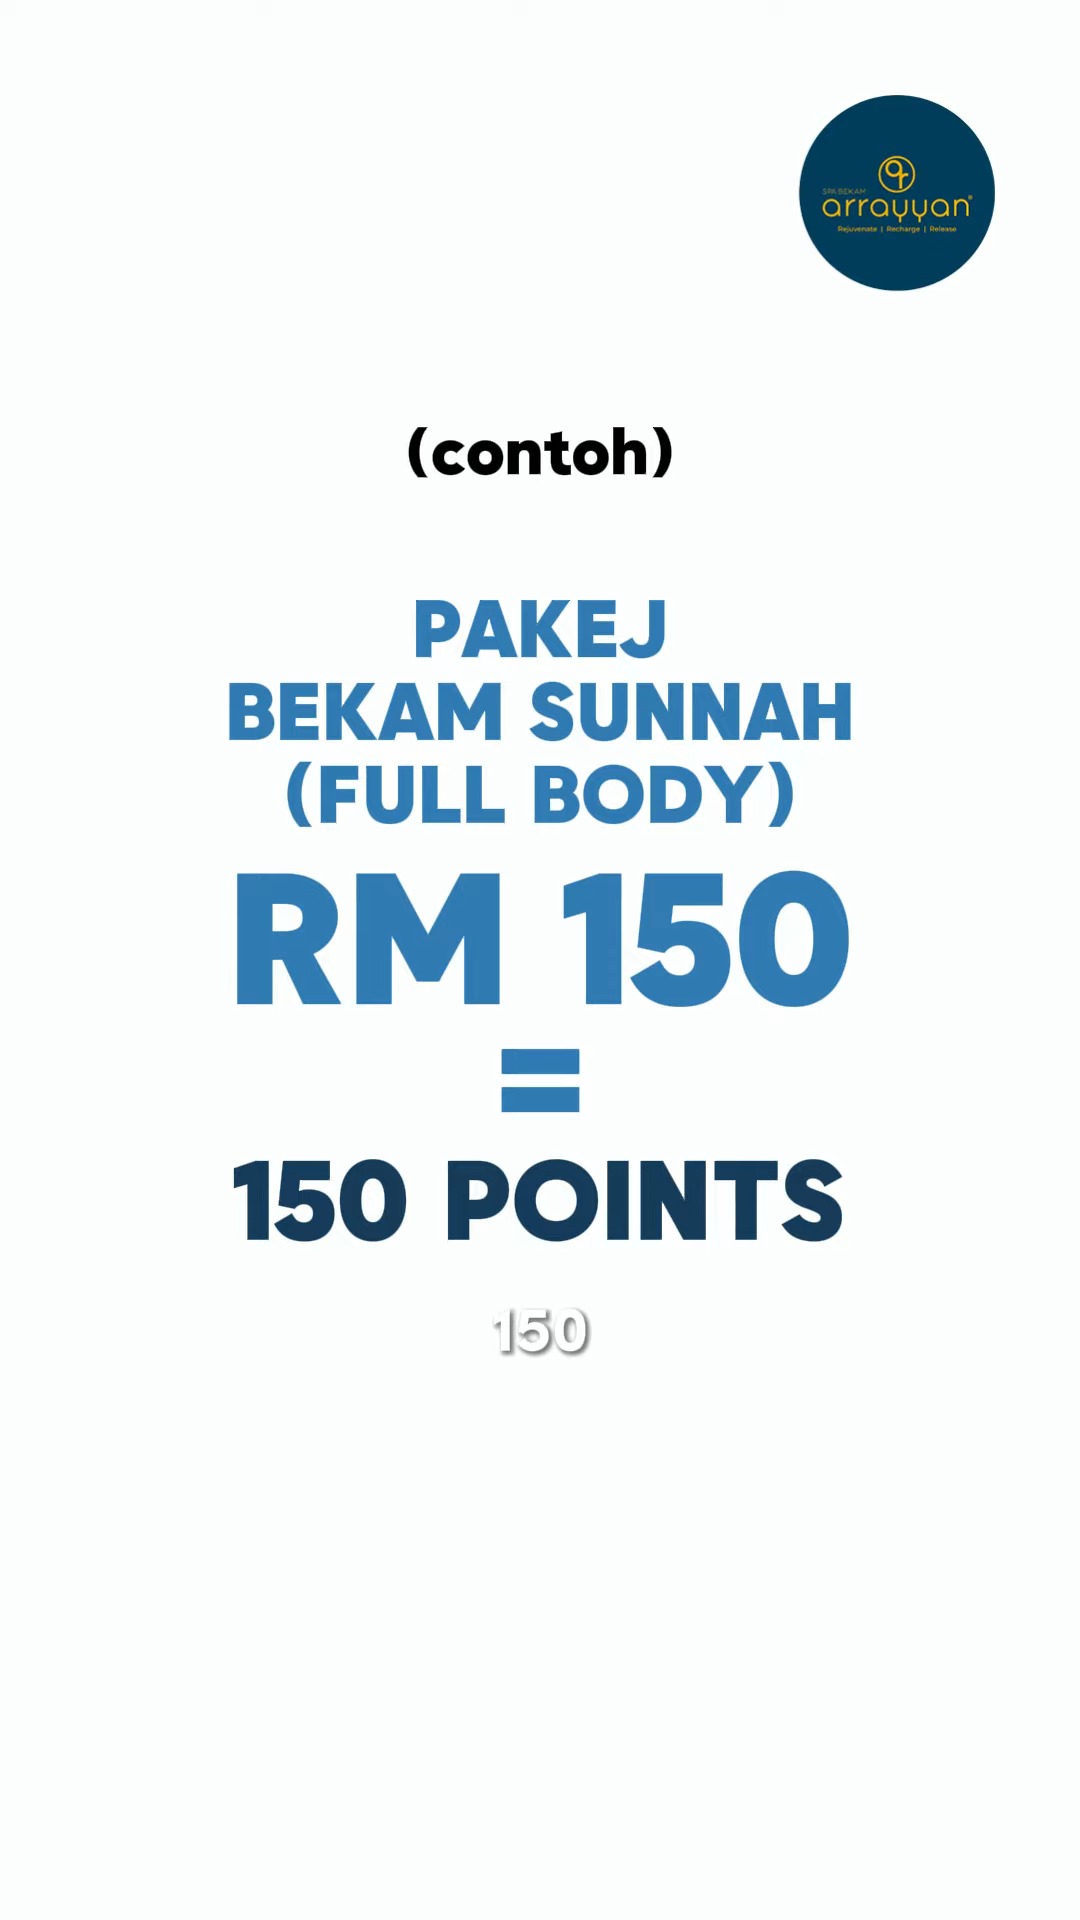 SPA BEKAM
arrayyan®
Rejuvenate | Recharge | Release
(contoh)
PAKEJ
BEKAM SUNNAH
(FULL BODY)
RM 150
=
150 POINTS
150